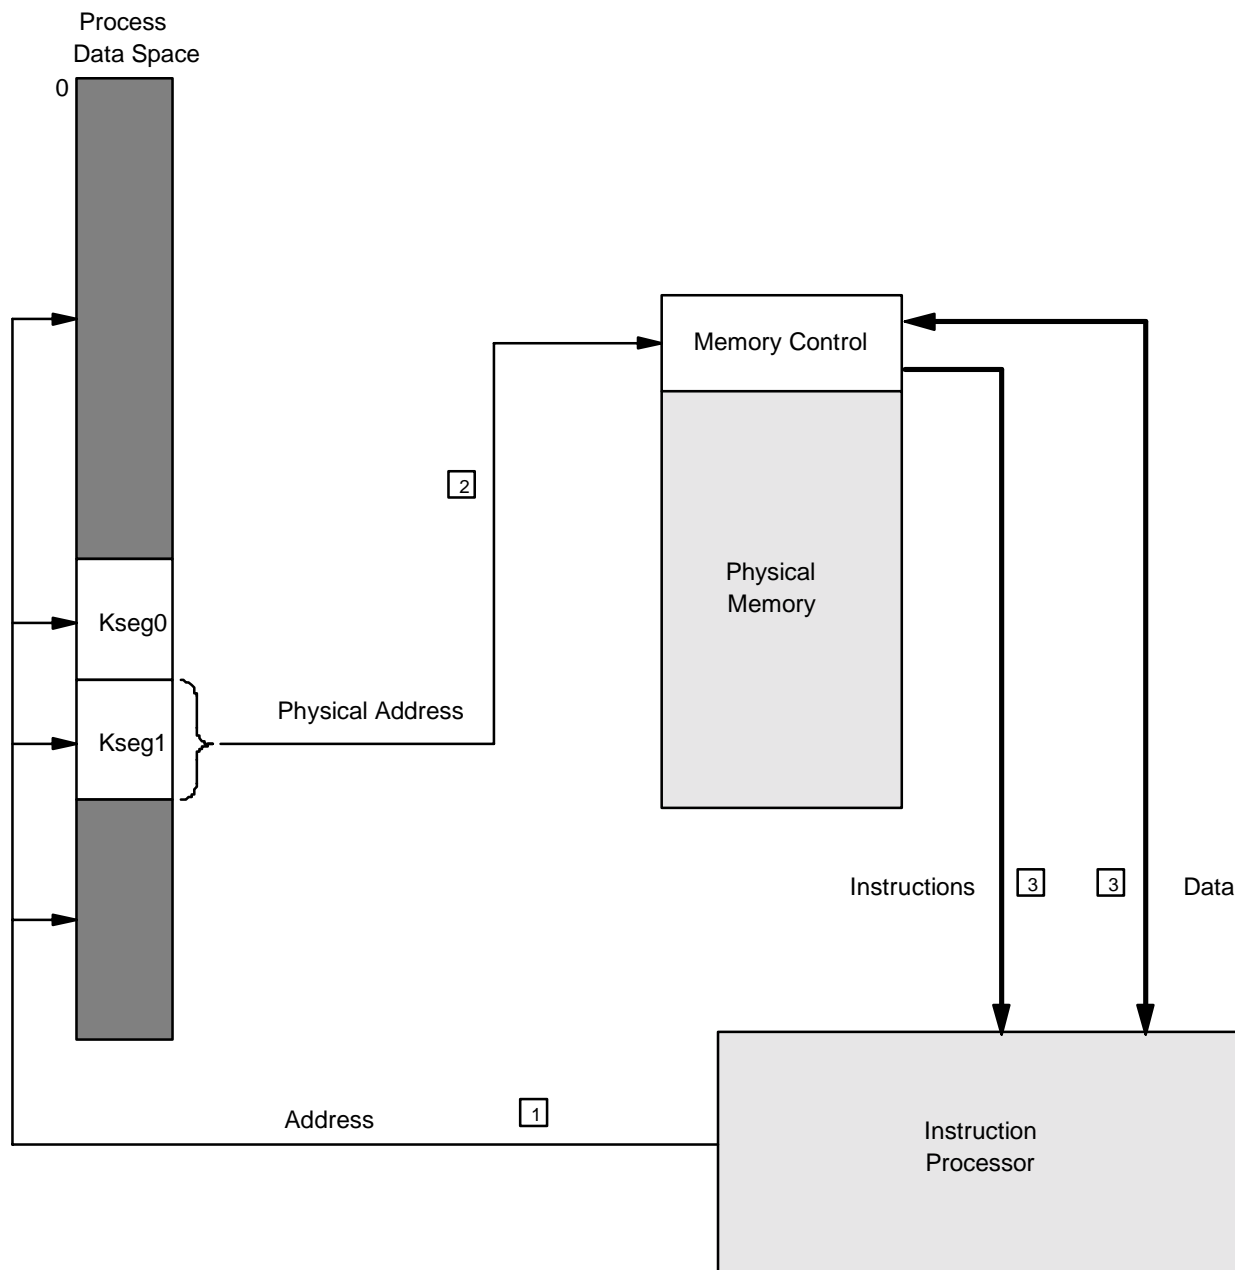 Process
Data Space
0
Memory Control
2
Physical
Memory
Kseg0
Physical Address
Kseg1
Instructions
3
3
Data
Address
1
Instruction
Processor